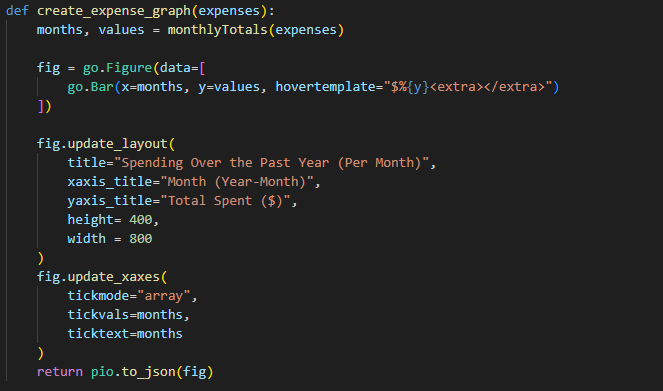 def create_expense_graph(expenses):
    months, values = monthlyTotals(expenses)
    fig = go.Figure(data=[
        go.Bar(x=months, y=values, hovertemplate="$%{y}<extra></extra>")
    ])
    fig.update_layout(
        title="Spending Over the Past Year (Per Month)",
        xaxis_title="Month (Year-Month)",
        yaxis_title="Total Spent ($)",
        height= 400,
        width = 800
    )
    fig.update_xaxes(
        tickmode="array",
        tickvals=months,
        ticktext=months
    )
    return pio.to_json(fig)